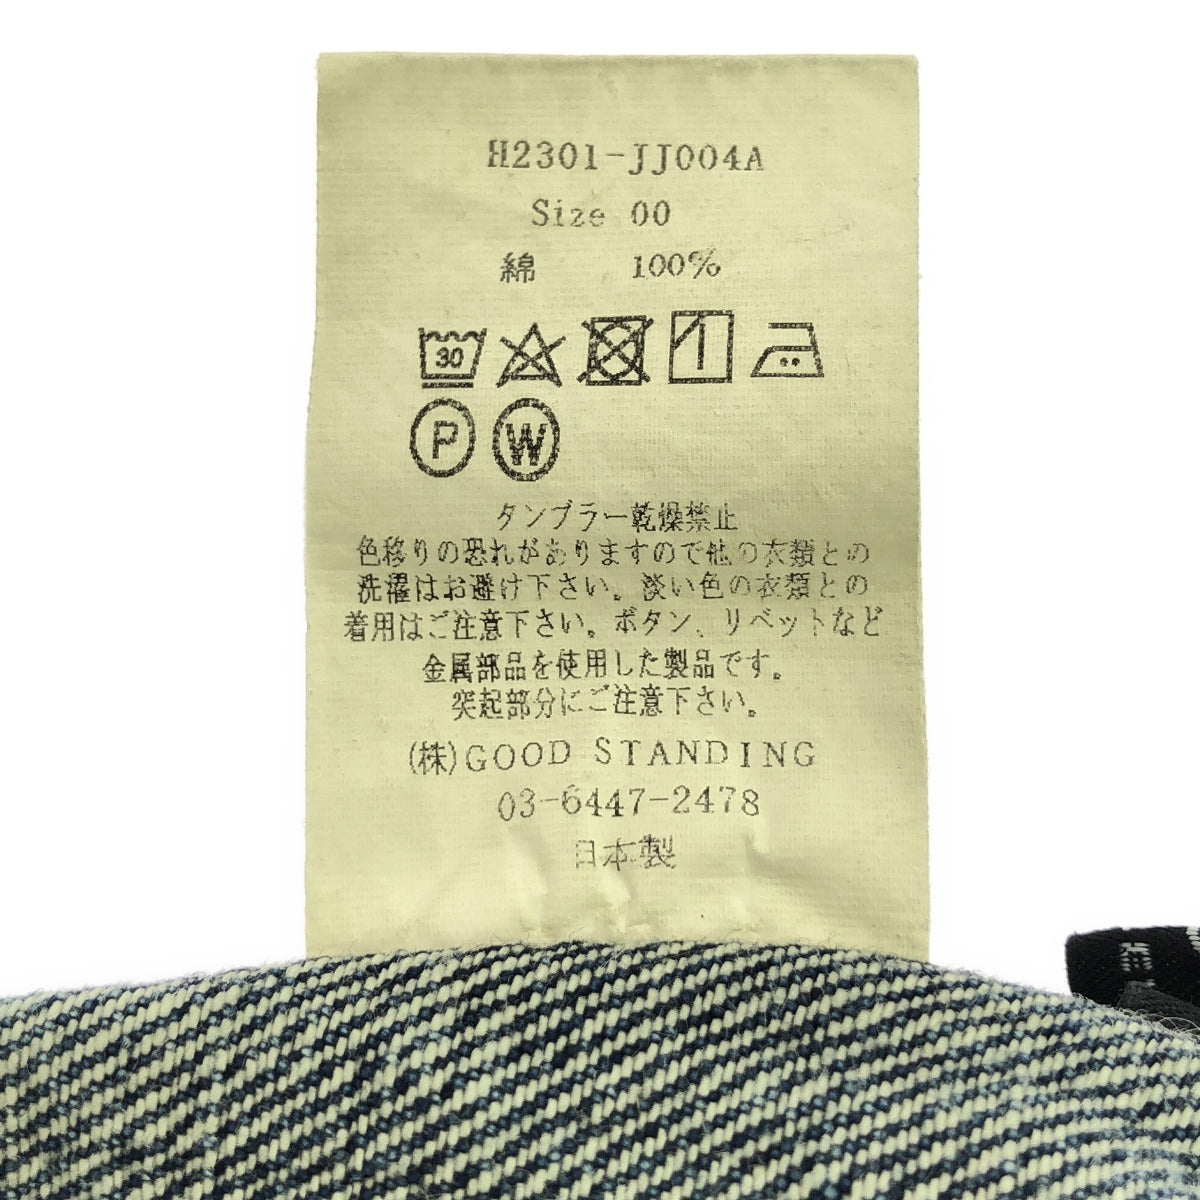 H2301-JJ004A
Size 00
綿 100%
30
P W
タンブラー乾燥禁止
色移りの恐れがありますので他の衣類との
洗濯はお避け下さい。淡い色の衣類との
着用はご注意下さい。ボタン、リベットなど
金属部品を使用した製品です。
突起部分にご注意下さい。
(株)GOOD STANDING
03-6447-2478
日本製